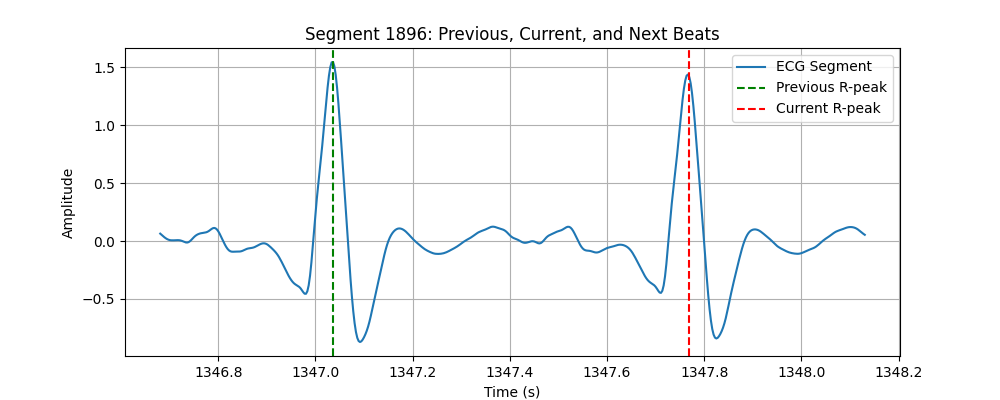 Segment 1896: Previous, Current, and Next Beats
ECG Segment
Previous R-peak
Current R-peak
1.5
1.0
0.5
0.0
−0.5
Amplitude
1346.8 1347.0 1347.2 1347.4 1347.6 1347.8 1348.0 1348.2
Time (s)